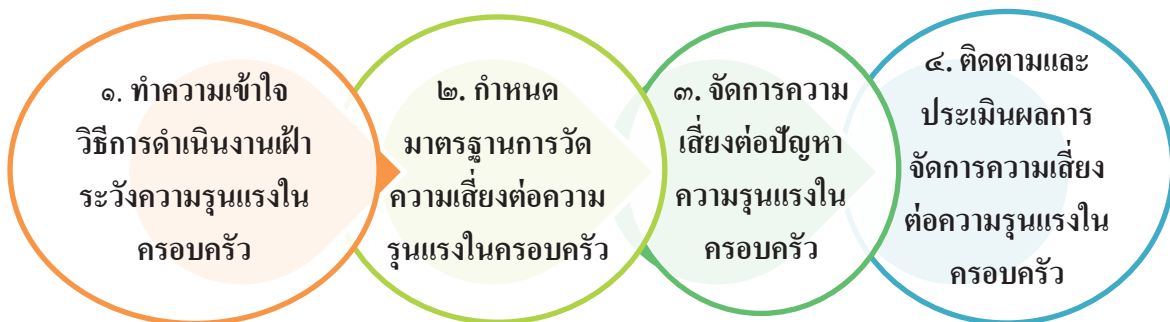 ๑. ทำความเข้าใจ
วิธีการดำเนินงานเฝ้า
ระวังความรุนแรงใน
ครอบครัว
๒. กำหนด
มาตรฐานการวัด
ความเสี่ยงต่อความ
รุนแรงในครอบครัว
๓. จัดการความ
เสี่ยงต่อปัญหา
ความรุนแรงใน
ครอบครัว
๔. ติดตามและ
ประเมินผลการ
จัดการความเสี่ยง
ต่อความรุนแรงใน
ครอบครัว